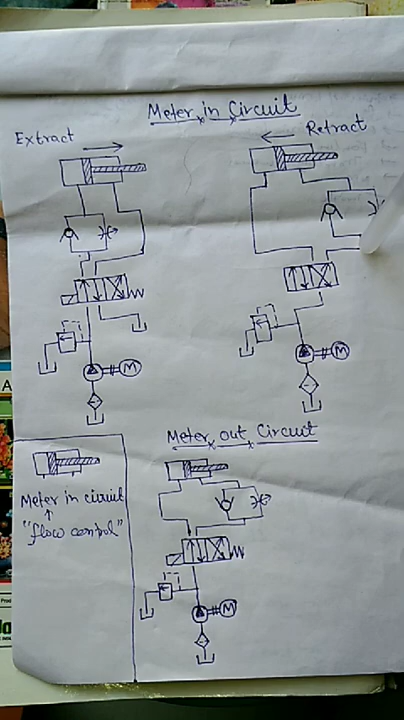 Meter in Circuit
Extract
Retract
M
M
Meter out Circuit
Meter in circuit
"flow control"
M